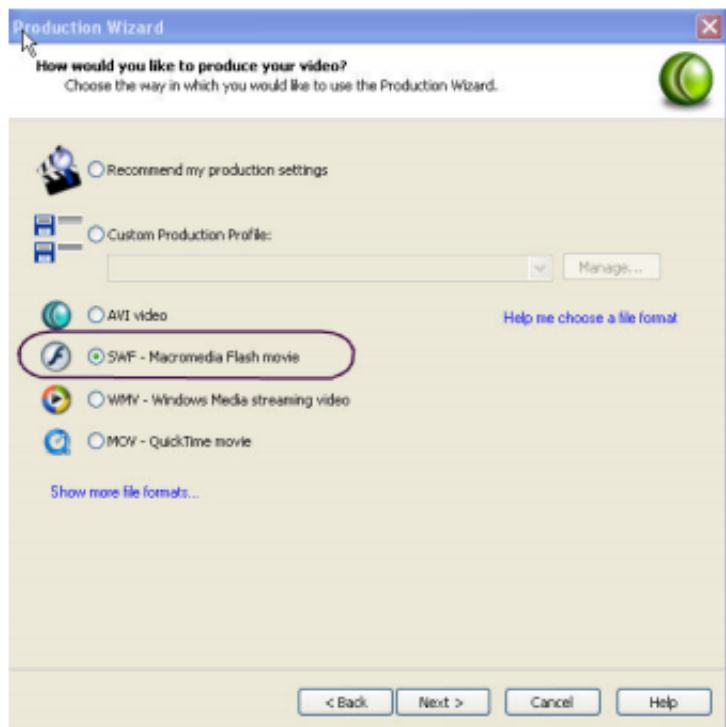 Production Wizard
How would you like to produce your video?
Choose the way in which you would like to use the Production Wizard.
Recommend my production settings
Custom Production Profile:
Manage...
AVI video
Help me choose a file format
SWF - Macromedia Flash movie
WMV - Windows Media streaming video
MOV - QuickTime movie
Show more file formats...
< Back
Next >
Cancel
Help